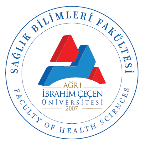 SAĞLIK BİLİMLERİ FAKÜLTESİ
AĞRI
İBRAHİM ÇEÇEN
ÜNİVERSİTESİ
2007
FACULTY OF HEALTH SCIENCES